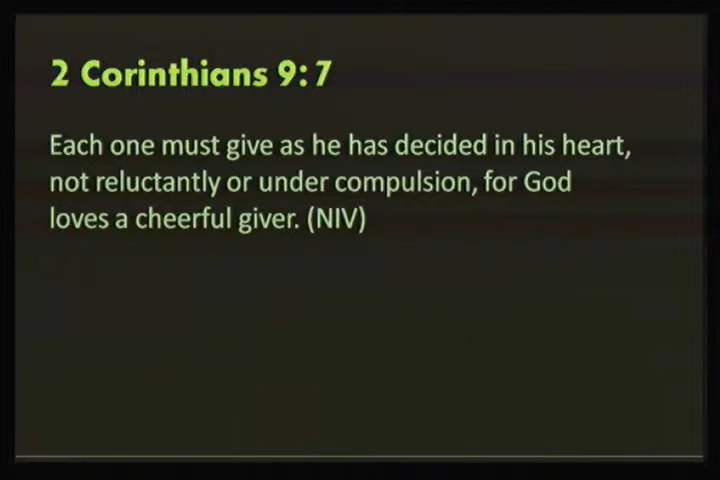 2 Corinthians 9:7
Each one must give as he has decided in his heart,
not reluctantly or under compulsion, for God
loves a cheerful giver. (NIV)